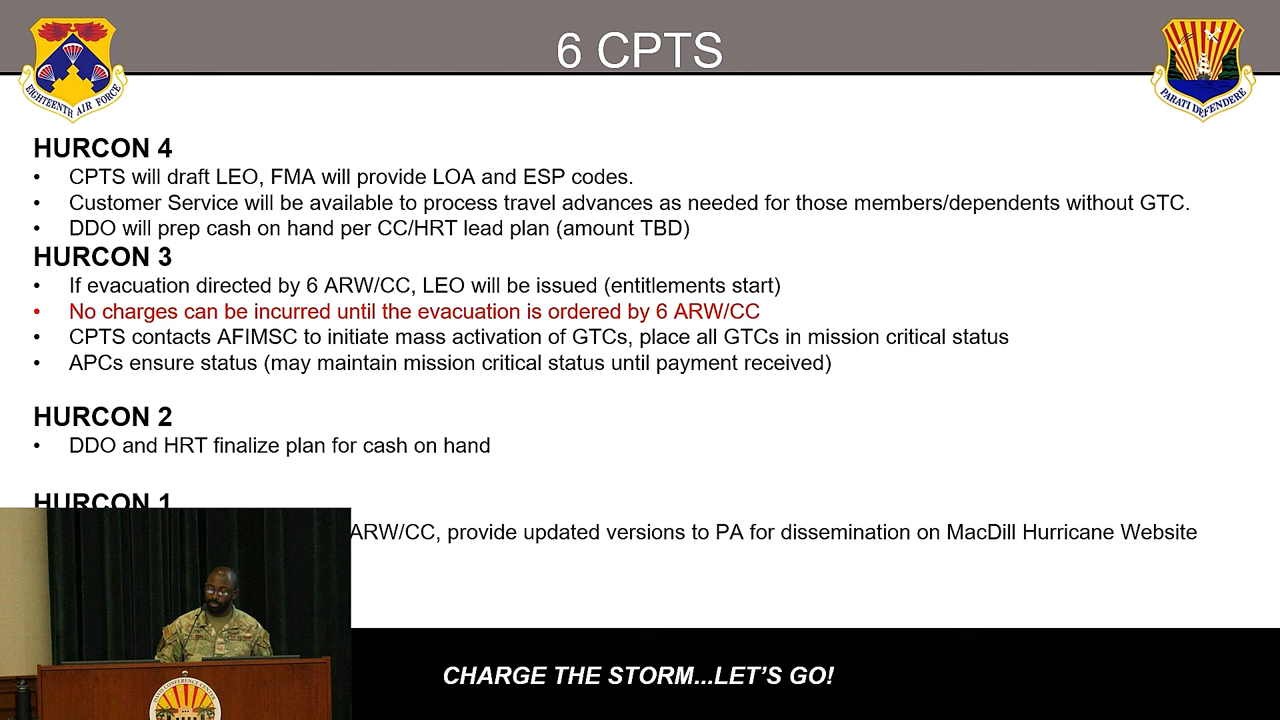 6 CPTS
EIGHTEENTH AIR FORCE
PARATI DEFENDERE
HURCON 4
• CPTS will draft LEO, FMA will provide LOA and ESP codes.
• Customer Service will be available to process travel advances as needed for those members/dependents without GTC.
• DDO will prep cash on hand per CC/HRT lead plan (amount TBD)
HURCON 3
• If evacuation directed by 6 ARW/CC, LEO will be issued (entitlements start)
• No charges can be incurred until the evacuation is ordered by 6 ARW/CC
• CPTS contacts AFIMSC to initiate mass activation of GTCs, place all GTCs in mission critical status
• APCs ensure status (may maintain mission critical status until payment received)
HURCON 2
• DDO and HRT finalize plan for cash on hand
HURCON 1
ARW/CC, provide updated versions to PA for dissemination on MacDill Hurricane Website
CHARGE THE STORM...LET'S GO!
DAVIS CONFERENCE CENTER